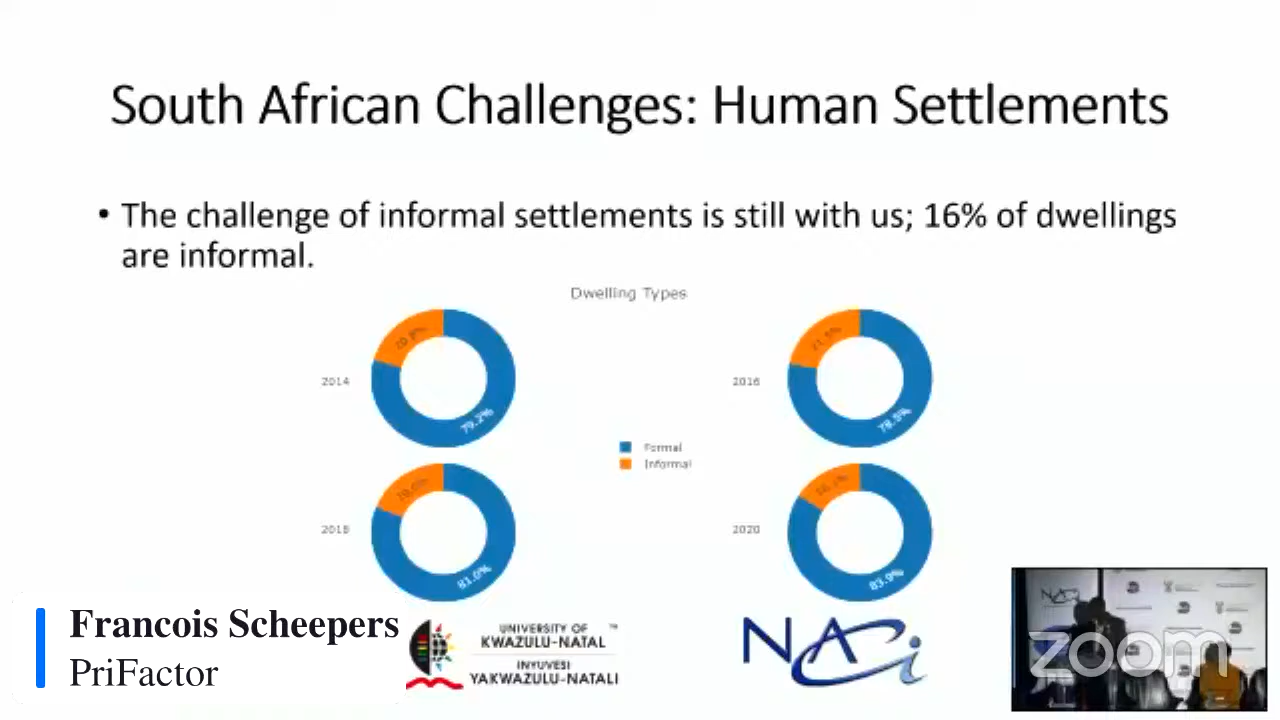 South African Challenges: Human Settlements
• The challenge of informal settlements is still with us; 16% of dwellings
are informal.
Dwelling Types
2014
79.2%
2016
Formal
Informal
2018
81.0%
2020
83.9%
Francois Scheepers
PriFactor
UNIVERSITY OF ™
KWAZULU-NATAL
INYUVESI
YAKWAZULU-NATALI
NACi
zoom